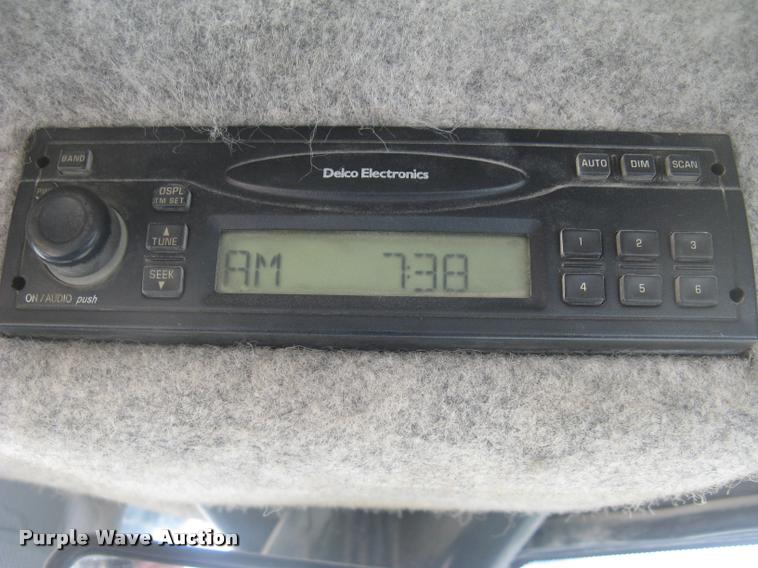 BAND
Delco Electronics
AUTO DIM SCAN
DSPL
TM SET
TUNE
SEEK
AM 7:38
1 2 3
4 5 6
ON / AUDIO push
Purple Wave Auction